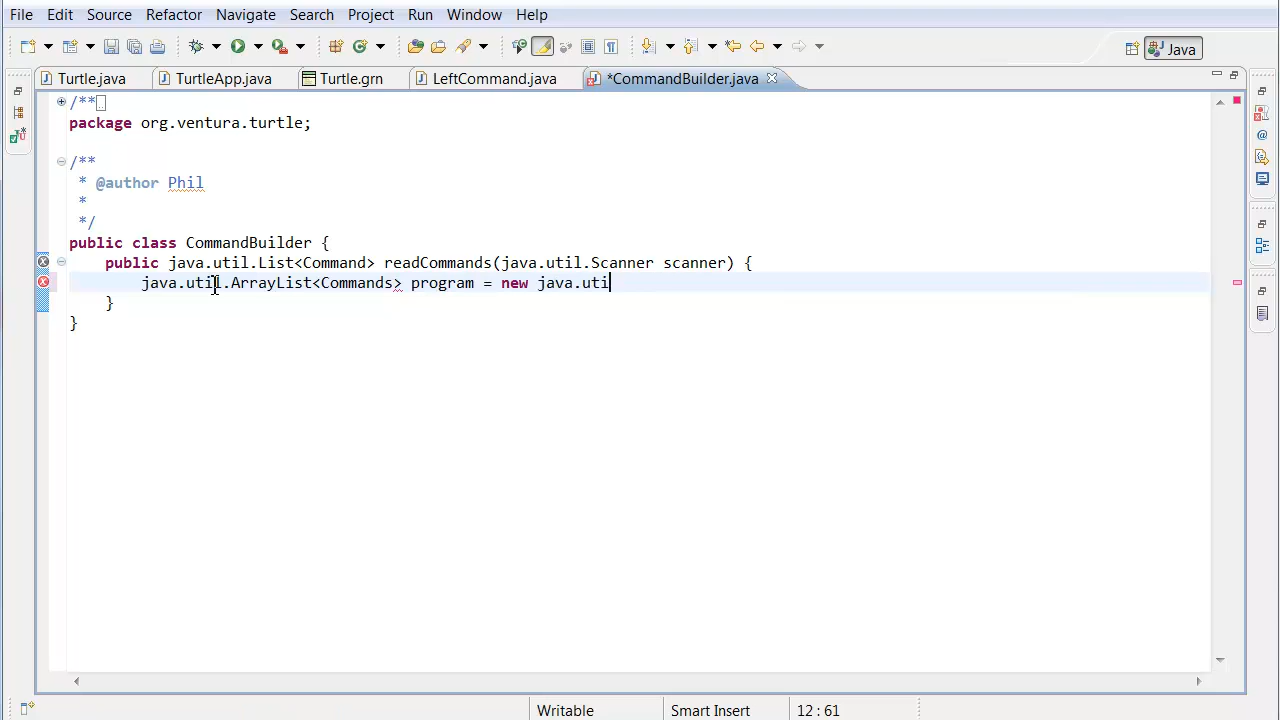 File Edit Source Refactor Navigate Search Project Run Window Help
Java
Turtle.java TurtleApp.java Turtle.grn LeftCommand.java *CommandBuilder.java
/**
package org.ventura.turtle;
/**
* @author Phil
*
*/
public class CommandBuilder {
public java.util.List<Command> readCommands(java.util.Scanner scanner) {
java.util.ArrayList<Commands> program = new java.uti
}
}
Writable Smart Insert 12 : 61